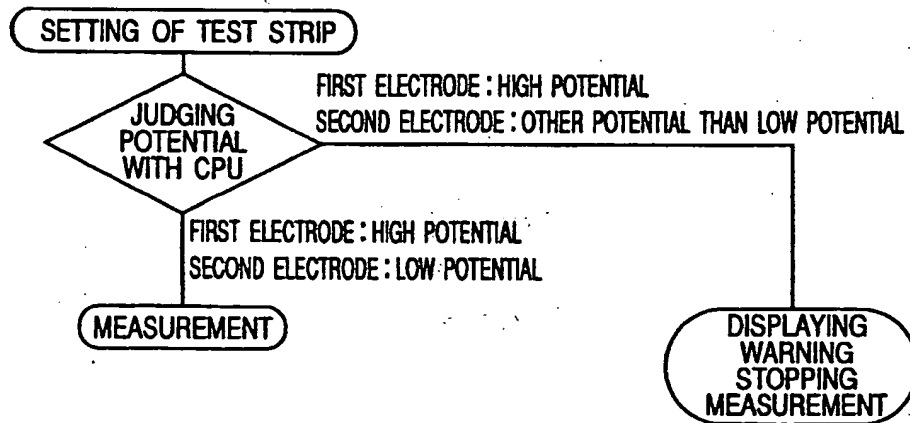 SETTING OF TEST STRIP
FIRST ELECTRODE : HIGH POTENTIAL
SECOND ELECTRODE : OTHER POTENTIAL THAN LOW POTENTIAL
JUDGING
POTENTIAL
WITH CPU
FIRST ELECTRODE : HIGH POTENTIAL
SECOND ELECTRODE : LOW POTENTIAL
MEASUREMENT
DISPLAYING
WARNING
STOPPING
MEASUREMENT